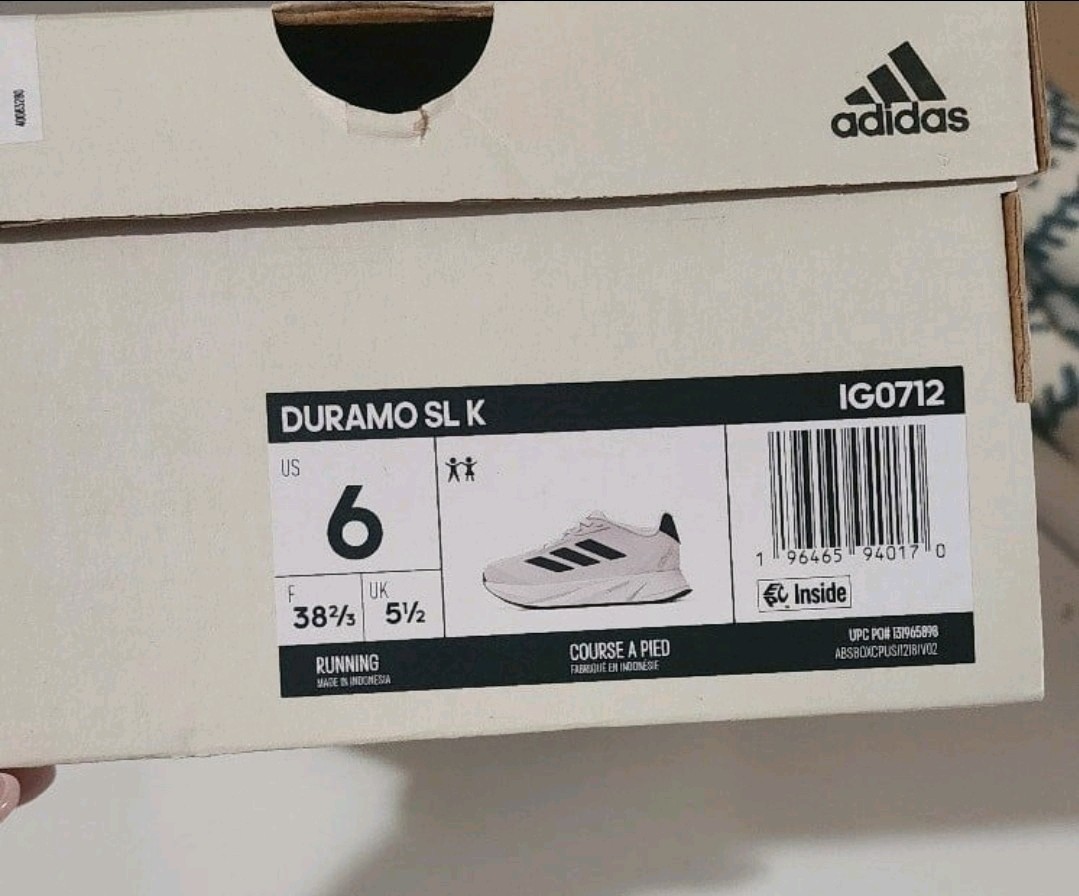 40083280
adidas
DURAMO SL K
IG0712
US
6
F
38⅔
UK
5½
1 96465 94017 0
Inside
RUNNING
MADE IN INDONESIA
COURSE A PIED
FABRIQUÉ EN INDONÉSIE
UPC PO# 131965898